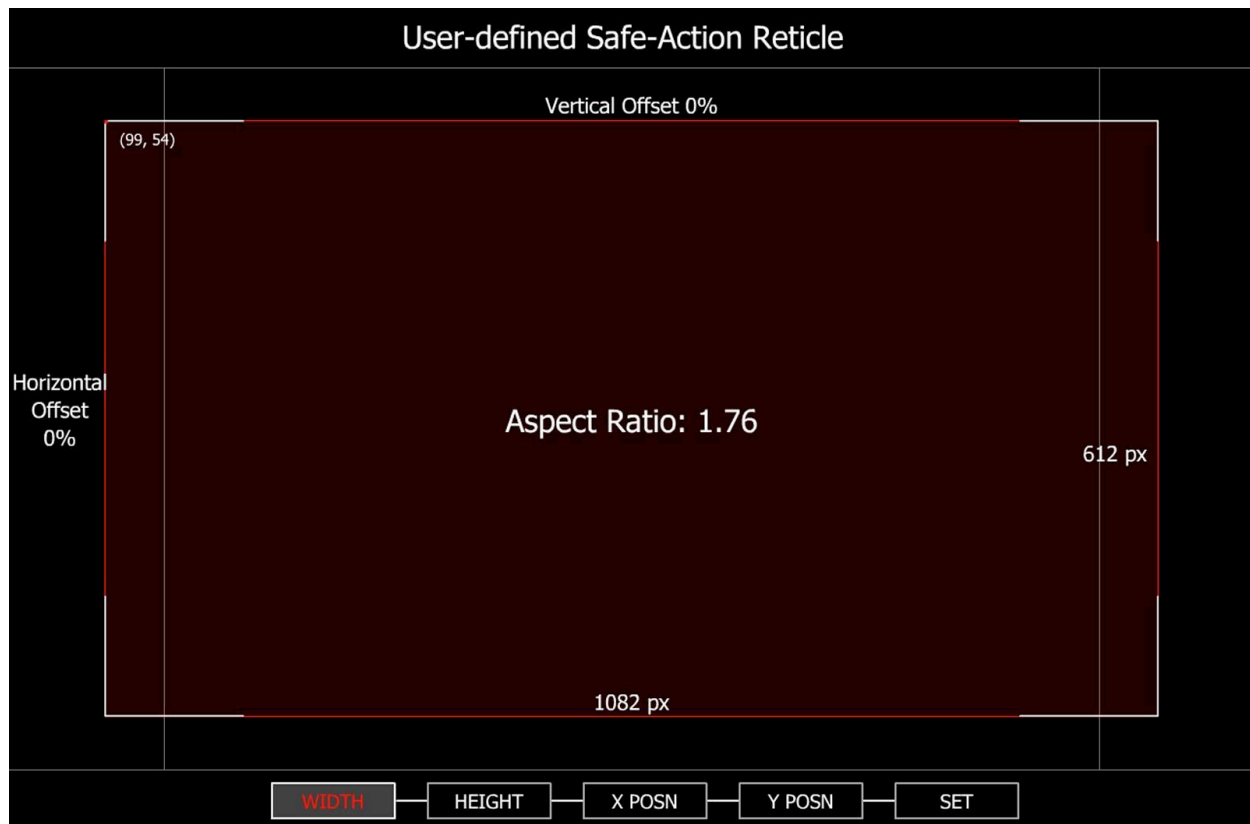 User-defined Safe-Action Reticle
Vertical Offset 0%
(99, 54)
Horizontal
Offset
0%
Aspect Ratio: 1.76
612 px
1082 px
WIDTH HEIGHT X POSN Y POSN SET